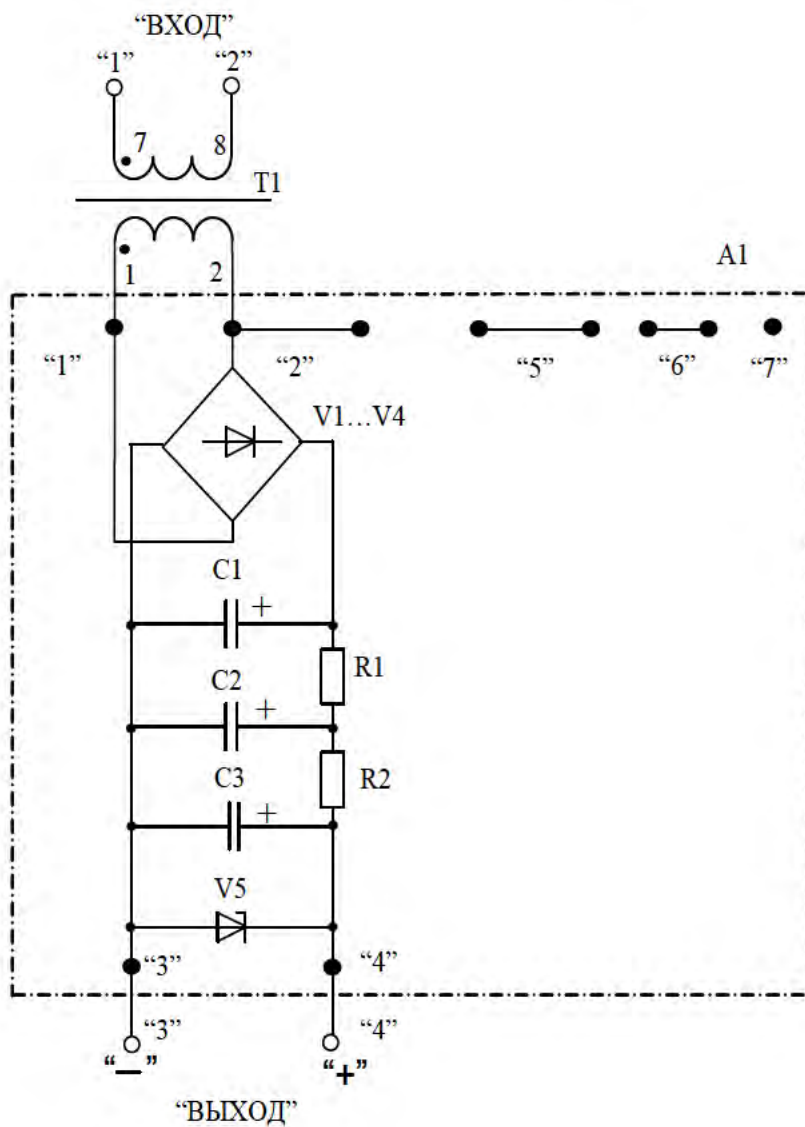 “ВХОД”
“1” “2”
7 8
T1
1 2
A1
“1” “2” “5” “6” “7”
V1...V4
C1
+
R1
C2
+
R2
C3
+
V5
“3” “4”
“3” “4”
“—” “+”
“ВЫХОД”